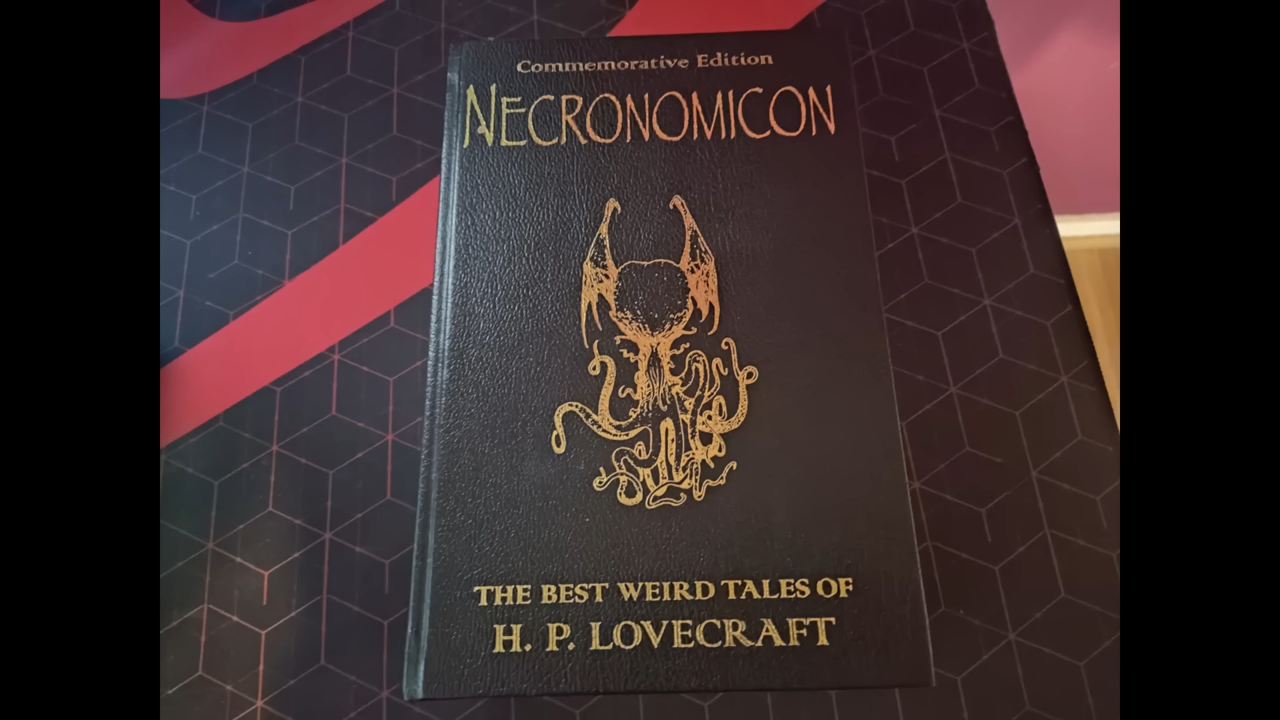 Commemorative Edition
NECRONOMICON
THE BEST WEIRD TALES OF
H. P. LOVECRAFT